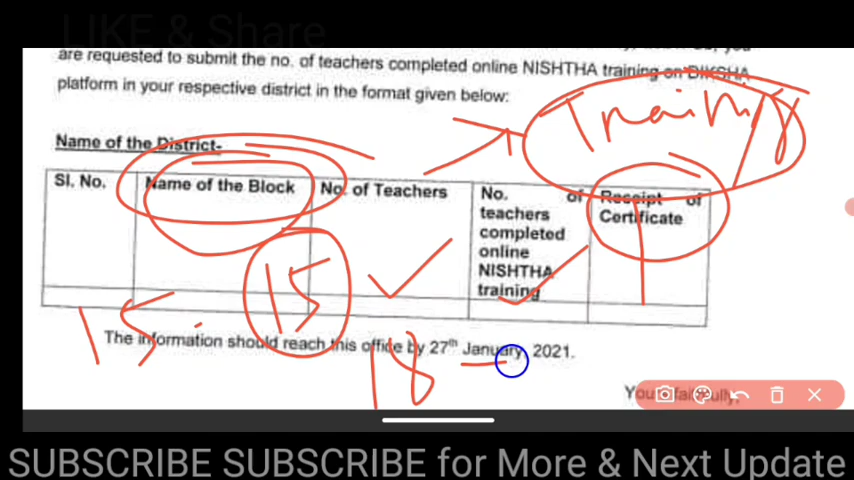 LIKE & Share
are requested to submit the no. of teachers completed online NISHTHA training on DIKSHA
platform in your respective district in the format given below:
Training
Name of the District-
Sl. No.
Name of the Block
No. of Teachers
No. of
teachers
completed
online
NISHTHA
training
Receipt of
Certificate
15
15
The information should reach this office by 27th January, 2021.
18
SUBSCRIBE SUBSCRIBE for More & Next Update